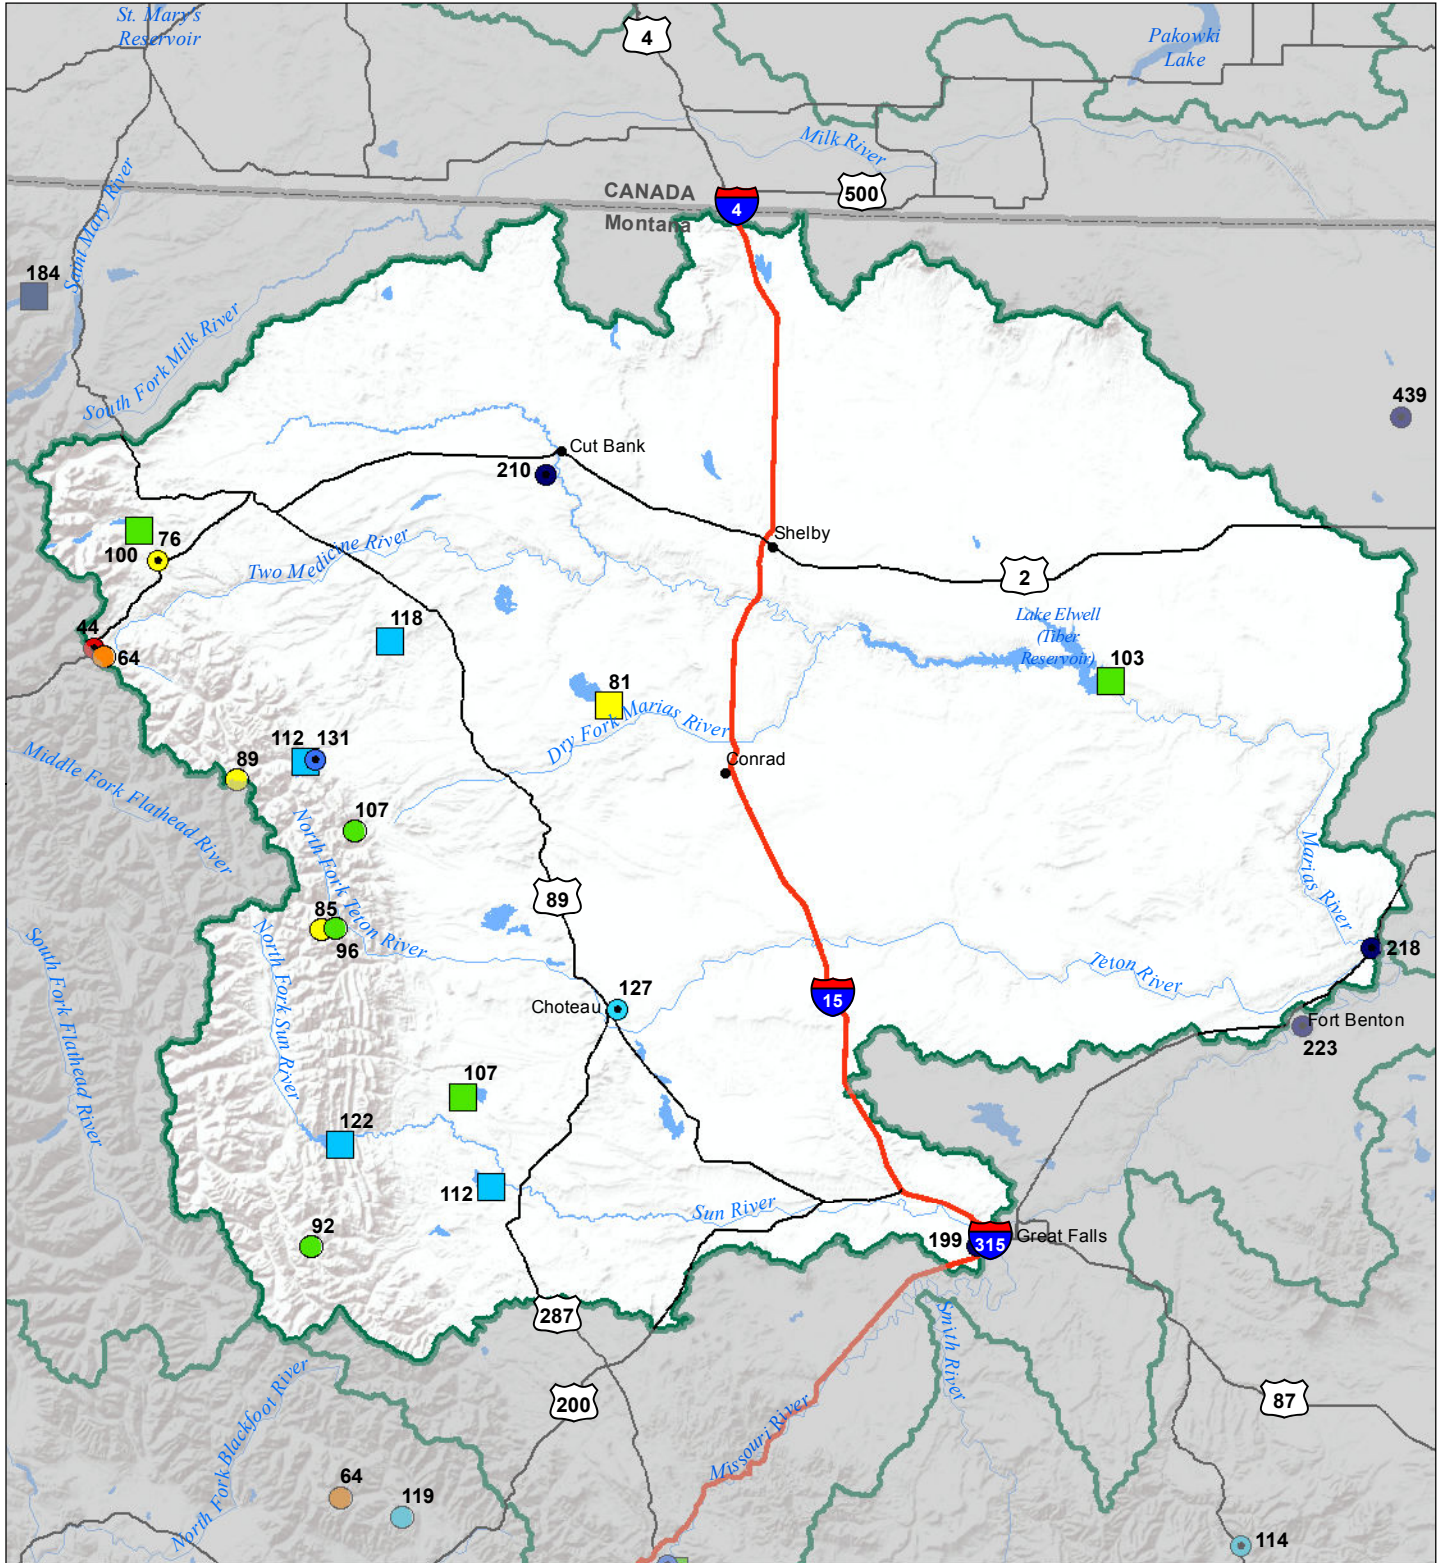 St. Mary's
Reservoir
4
Pakowki
Lake
Milk River
CANADA
Montana
4
500
Saint Mary River
184
South Fork Milk River
439
Cut Bank
210
Shelby
2
100
76
Two Medicine River
44
64
118
Lake Elwell
(Tiber
Reservoir)
103
81
Dry Fork Marias River
112
131
89
Conrad
Middle Fork Flathead River
107
North Fork Teton River
Marias River
89
85
96
South Fork Flathead River
North Fork Sun River
218
Teton River
15
Choteau
127
Fort Benton
223
107
122
112
Sun River
92
199
315
Great Falls
287
Smith River
200
87
North Fork Blackfoot River
Missouri River
64
119
114